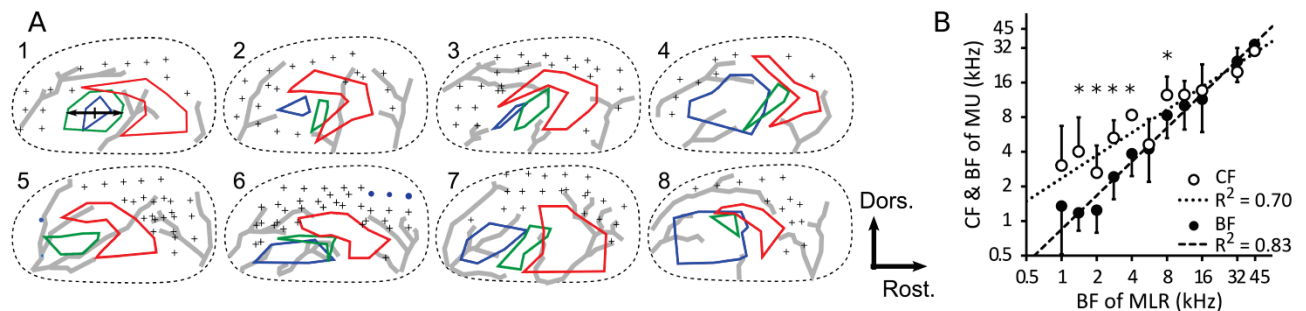 A
1
2
3
4
5
6
7
8
Dors.
Rost.
B
CF & BF of MU (kHz)
45
32
16
8
4
2
1
0.5
* * * * *
CF
R² = 0.70
BF
R² = 0.83
0.5 1 2 4 8 16 32 45
BF of MLR (kHz)